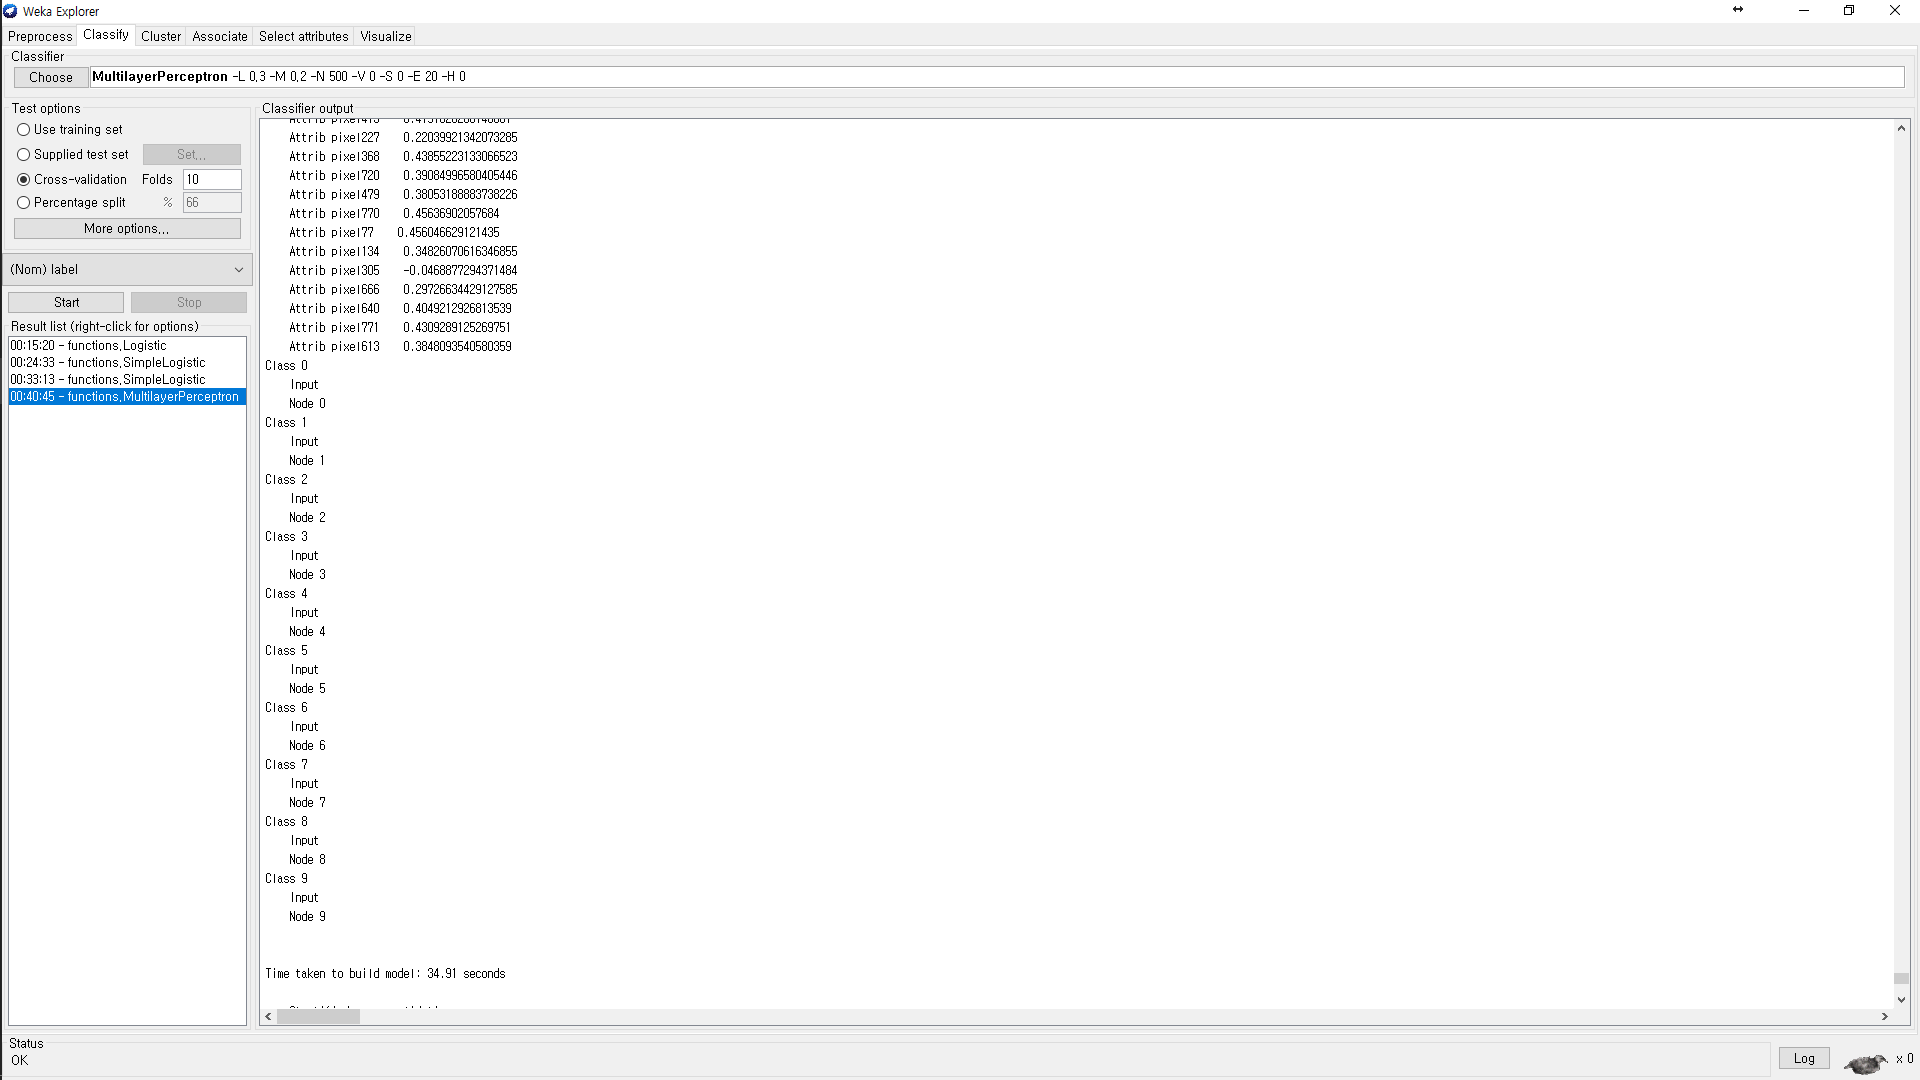 Weka Explorer
Preprocess Classify Cluster Associate Select attributes Visualize
Classifier
Choose MultilayerPerceptron -L 0,3 -M 0,2 -N 500 -V 0 -S 0 -E 20 -H 0
Test options
Use training set
Supplied test set Set...
Cross-validation Folds 10
Percentage split % 66
More options...
(Nom) label
Start Stop
Result list (right-click for options)
00:15:20 - functions,Logistic
00:24:33 - functions,SimpleLogistic
00:33:13 - functions,SimpleLogistic
00:40:45 - functions,MultilayerPerceptron
Classifier output
Attrib pixel227 0.22039921342073285
Attrib pixel368 0.43855223133066523
Attrib pixel720 0.39084996580405446
Attrib pixel479 0.38053188883738226
Attrib pixel770 0.45636902057684
Attrib pixel77 0.456046629121435
Attrib pixel134 0.34826070616346855
Attrib pixel305 -0.0468877294371484
Attrib pixel666 0.29726634429127585
Attrib pixel640 0.4049212926813539
Attrib pixel771 0.4309289125269751
Attrib pixel613 0.3848093540580359
Class 0
Input
Node 0
Class 1
Input
Node 1
Class 2
Input
Node 2
Class 3
Input
Node 3
Class 4
Input
Node 4
Class 5
Input
Node 5
Class 6
Input
Node 6
Class 7
Input
Node 7
Class 8
Input
Node 8
Class 9
Input
Node 9
Time taken to build model: 34.91 seconds
Status
OK
Log x 0